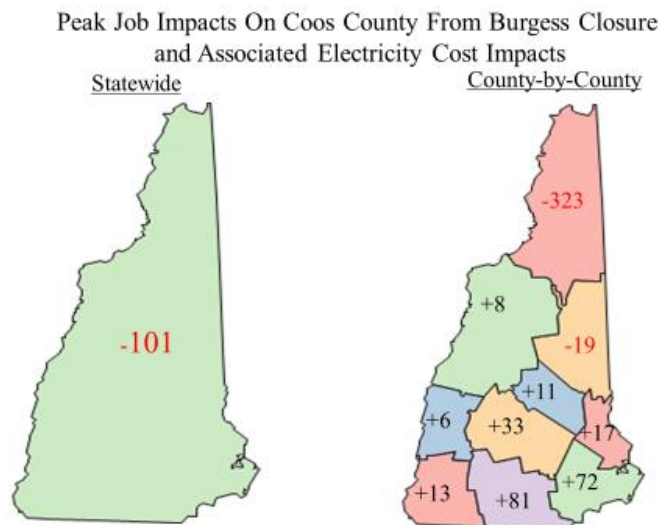 Peak Job Impacts On Coos County From Burgess Closure
and Associated Electricity Cost Impacts
Statewide
County-by-County
-101
-323
+8
-19
+11
+6
+33
+17
+13
+81
+72